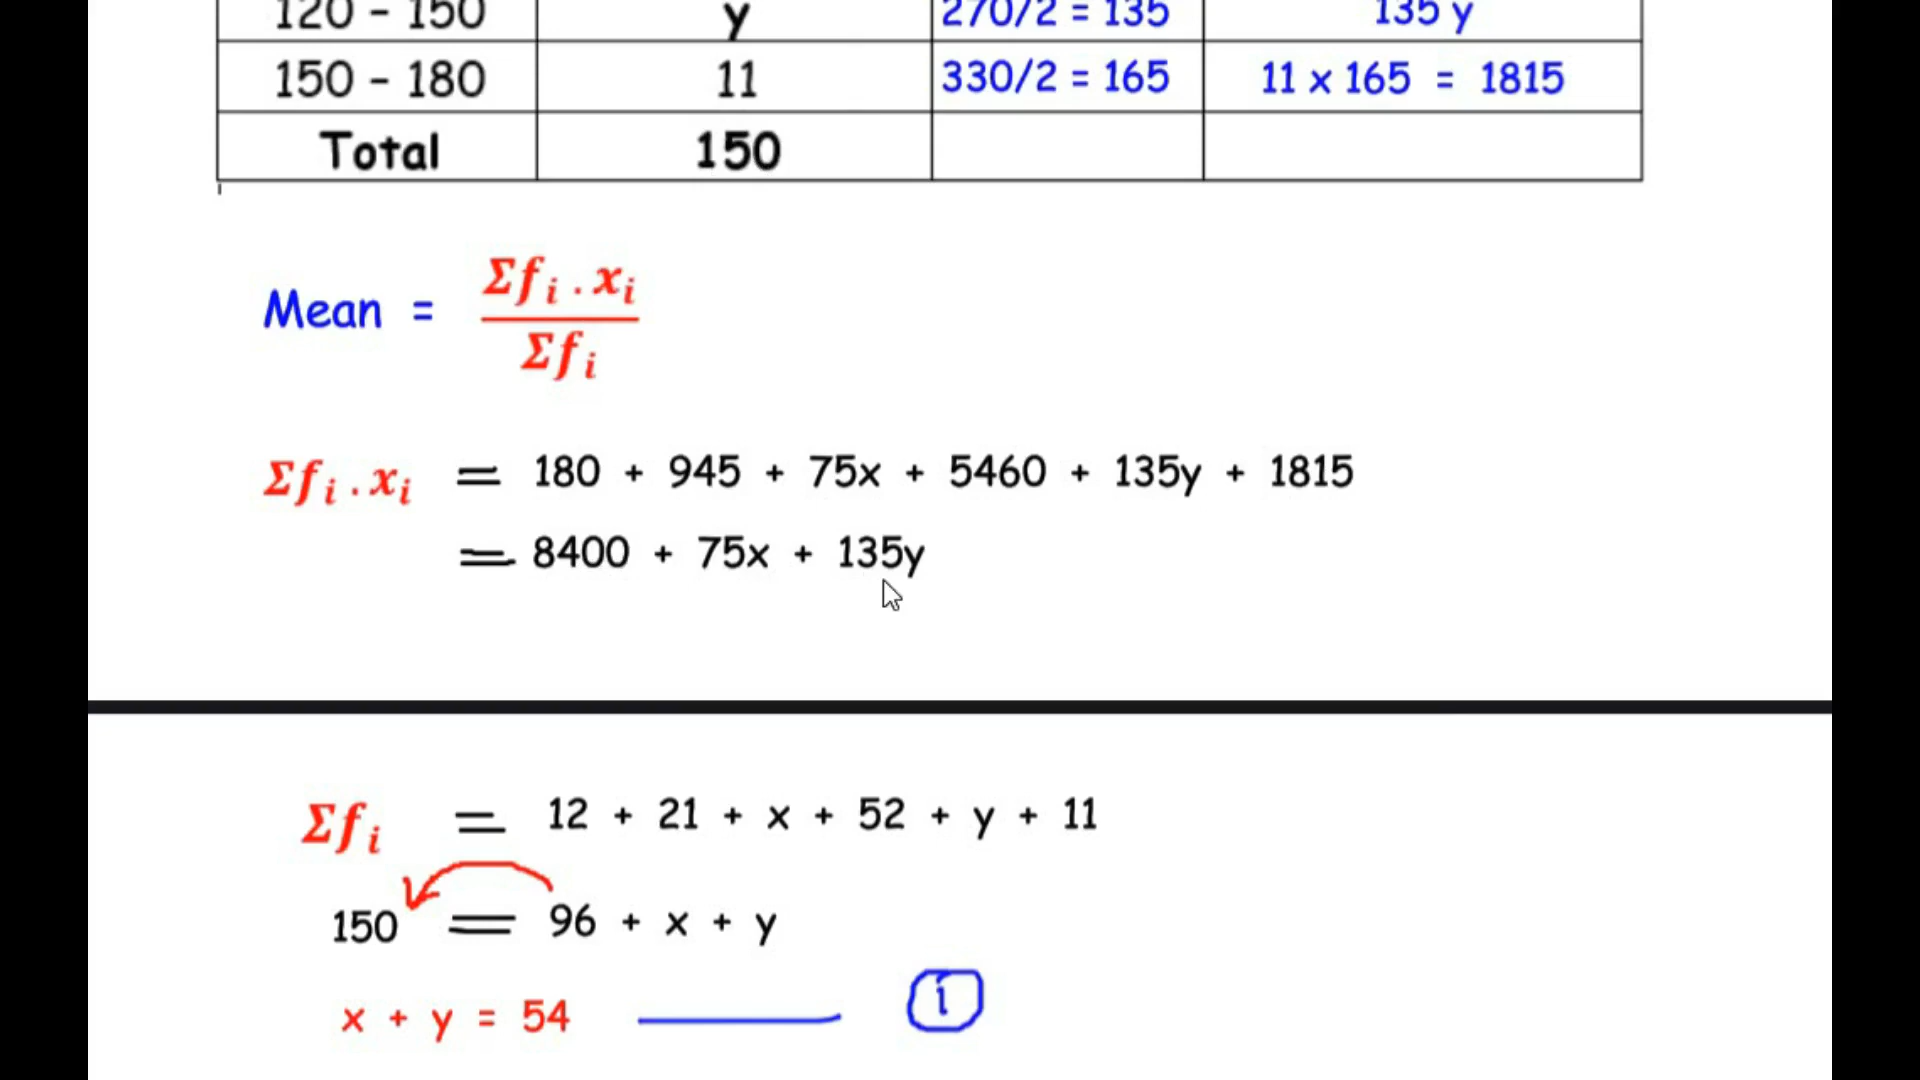 120 - 150 y 270/2 = 135 135 y
150 - 180 11 330/2 = 165 11 x 165 = 1815
Total 150
Mean = Σfᵢ . xᵢ / Σfᵢ
Σfᵢ . xᵢ = 180 + 945 + 75x + 5460 + 135y + 1815
= 8400 + 75x + 135y
Σfᵢ = 12 + 21 + x + 52 + y + 11
150 = 96 + x + y
x + y = 54 i